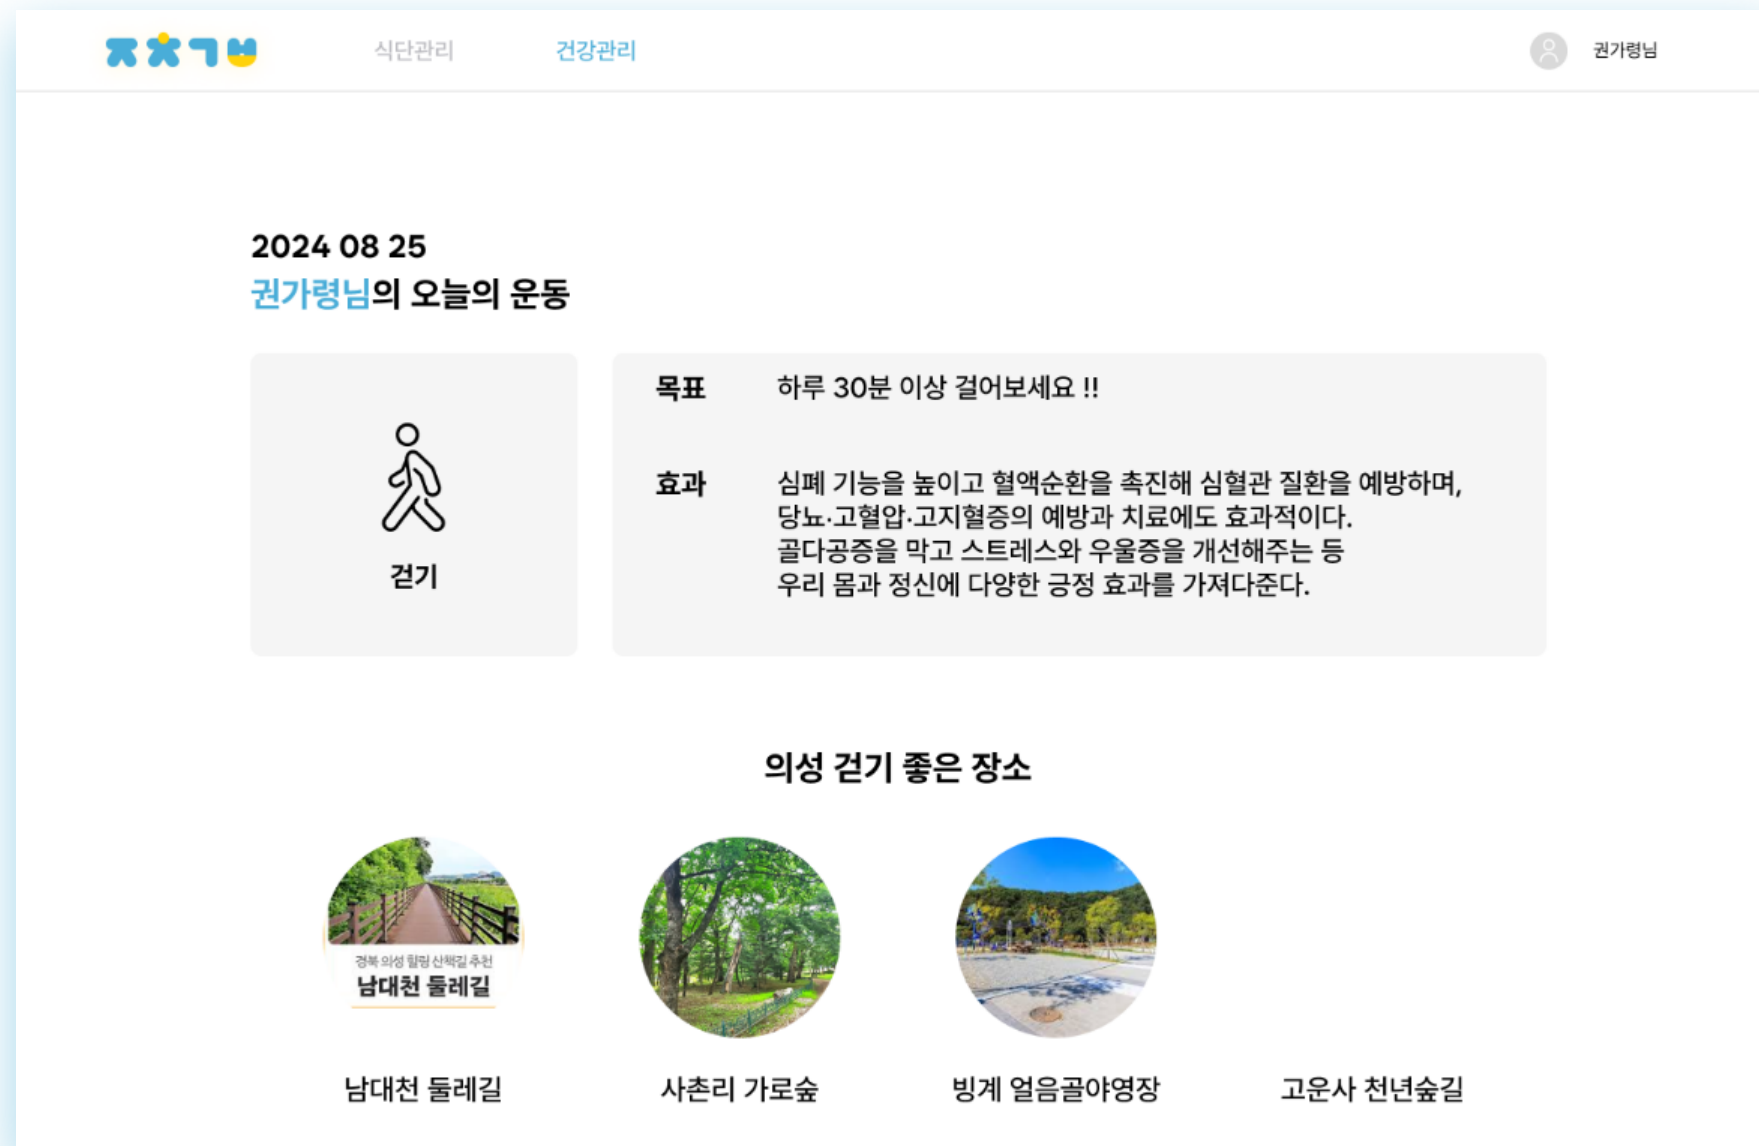 ㅈㅊㄱㅂ
식단관리
건강관리
권가령님
2024 08 25
권가령님의 오늘의 운동
걷기
목표
하루 30분 이상 걸어보세요 !!
효과
심폐 기능을 높이고 혈액순환을 촉진해 심혈관 질환을 예방하며,
당뇨·고혈압·고지혈증의 예방과 치료에도 효과적이다.
골다공증을 막고 스트레스와 우울증을 개선해주는 등
우리 몸과 정신에 다양한 긍정 효과를 가져다준다.
의성 걷기 좋은 장소
경북 의성 힐링 산책길 추천
남대천 둘레길
남대천 둘레길
사촌리 가로숲
빙계 얼음골야영장
고운사 천년숲길